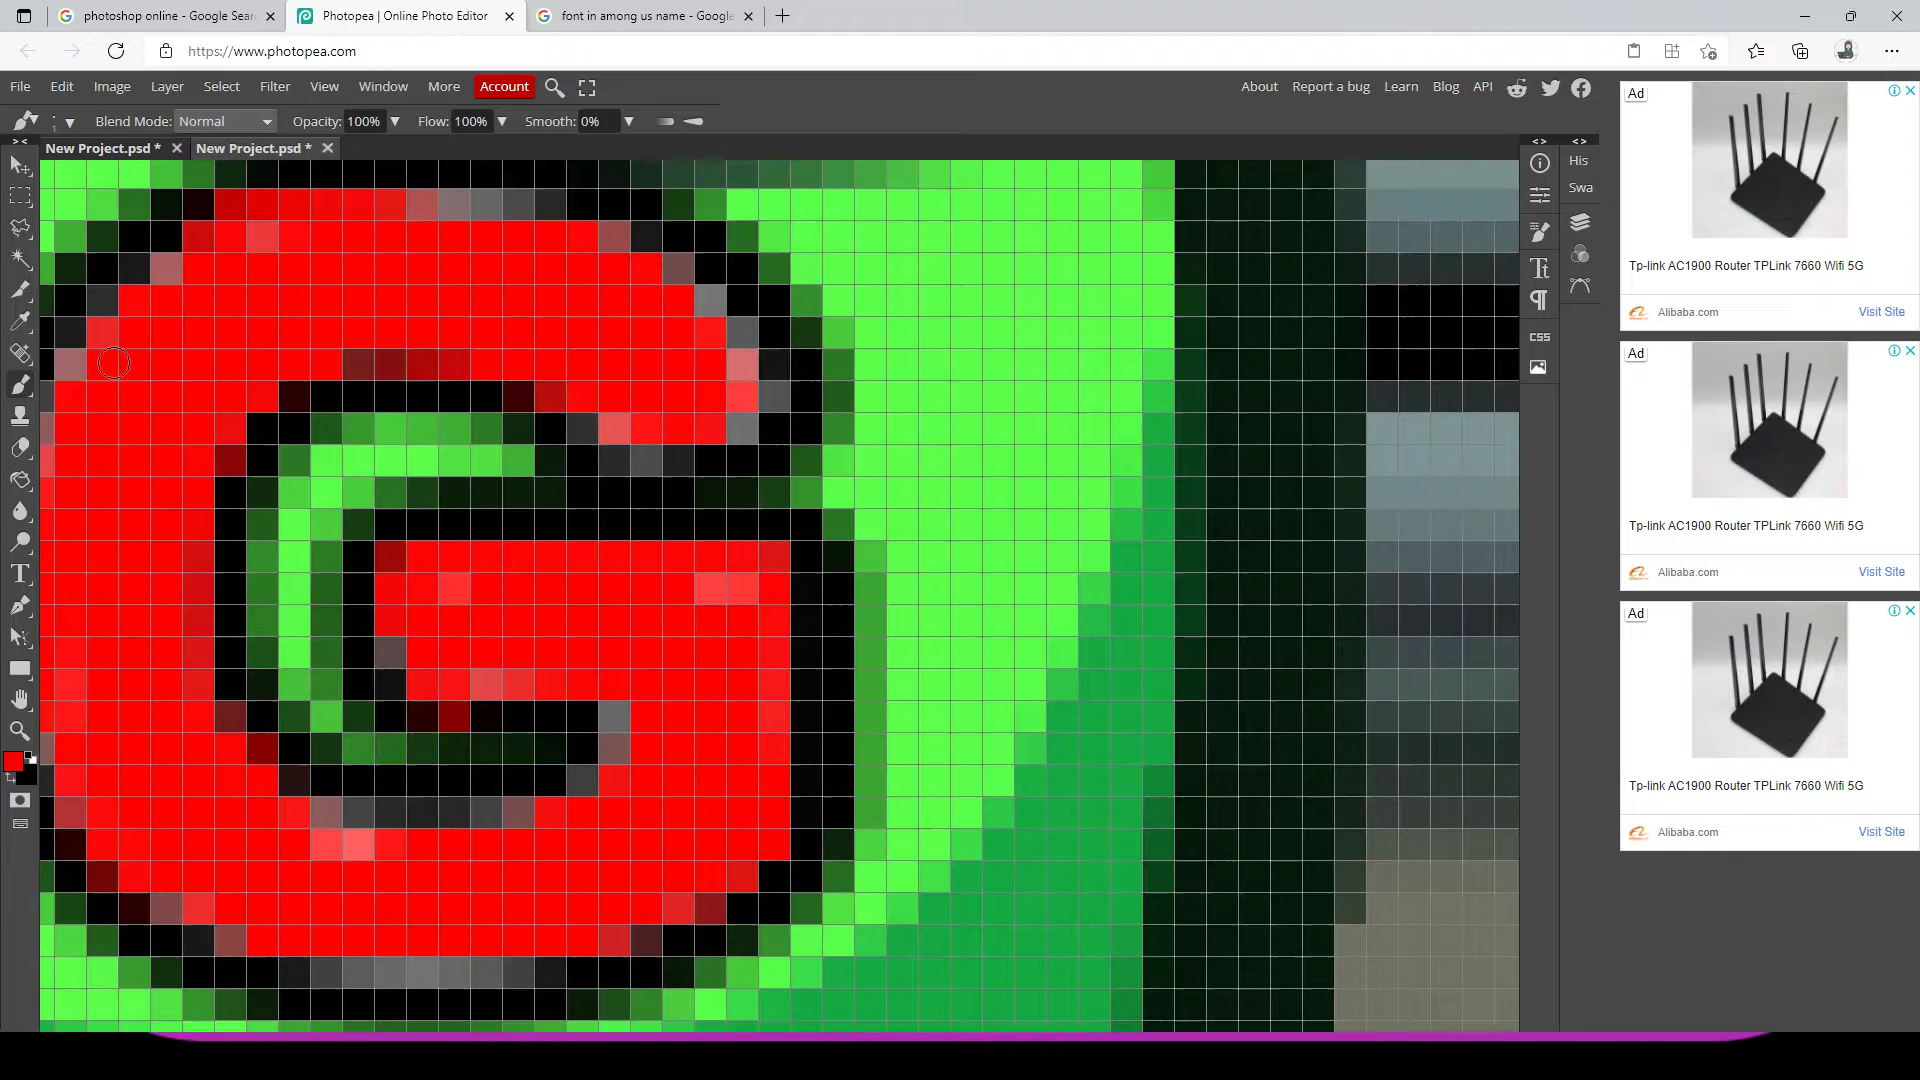 photoshop online - Google Sear
Photopea | Online Photo Editor
font in among us name - Google
https://www.photopea.com
File Edit Image Layer Select Filter View Window More Account
About Report a bug Learn Blog API
Blend Mode: Normal Opacity: 100% Flow: 100% Smooth: 0%
New Project.psd * New Project.psd *
His
Swa
CSS
G
Ad
Tp-link AC1900 Router TPLink 7660 Wifi 5G
Alibaba.com Visit Site
Ad
Tp-link AC1900 Router TPLink 7660 Wifi 5G
Alibaba.com Visit Site
Ad
Tp-link AC1900 Router TPLink 7660 Wifi 5G
Alibaba.com Visit Site